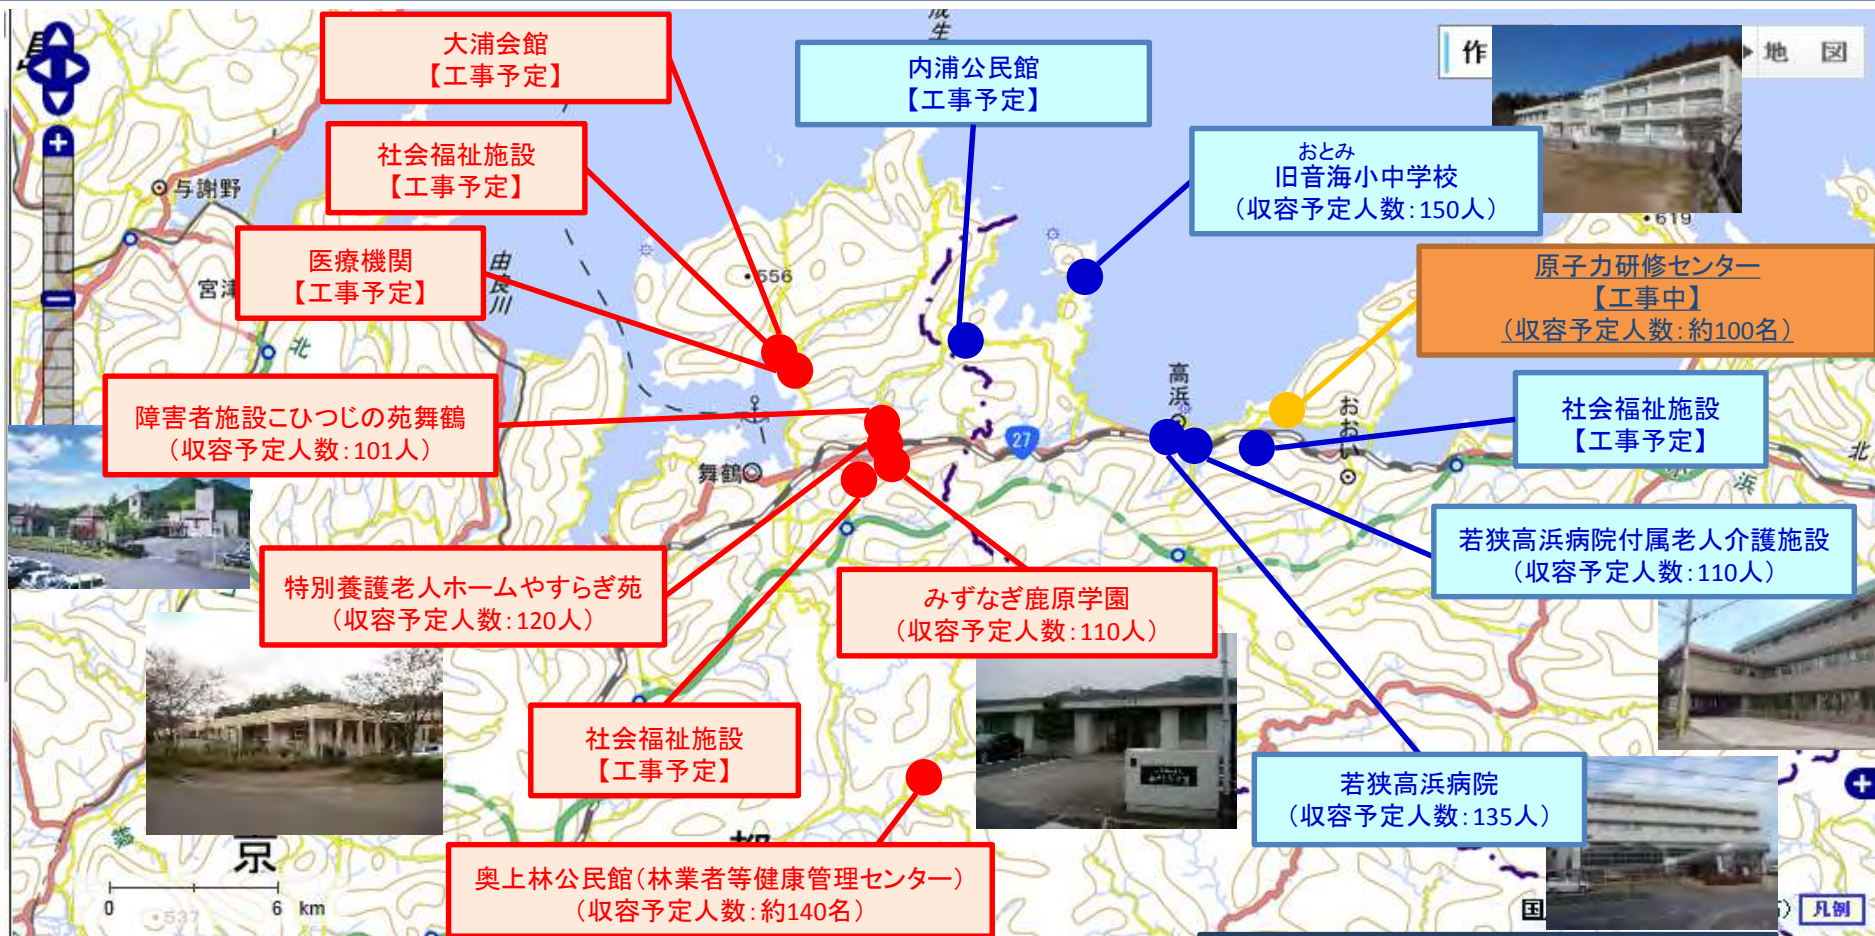 大浦会館
【工事予定】
内浦公民館
【工事予定】
作
地 図
社会福祉施設
【工事予定】
おとみ
旧音海小中学校
（収容予定人数：150人）
与謝野
619
医療機関
【工事予定】
由良川
宮津
556
原子力研修センター
【工事中】
（収容予定人数：約100名）
北
高浜
障害者施設こひつじの苑舞鶴
（収容予定人数：101人）
社会福祉施設
【工事予定】
おおい
27
舞鶴
北
浜
若狭高浜病院付属老人介護施設
（収容予定人数：110人）
特別養護老人ホームやすらぎ苑
（収容予定人数：120人）
みずなぎ鹿原学園
（収容予定人数：110人）
社会福祉施設
【工事予定】
若狭高浜病院
（収容予定人数：135人）
京
都
奥上林公民館（林業者等健康管理センター）
（収容予定人数：約140名）
0 6 km
537
国
凡例